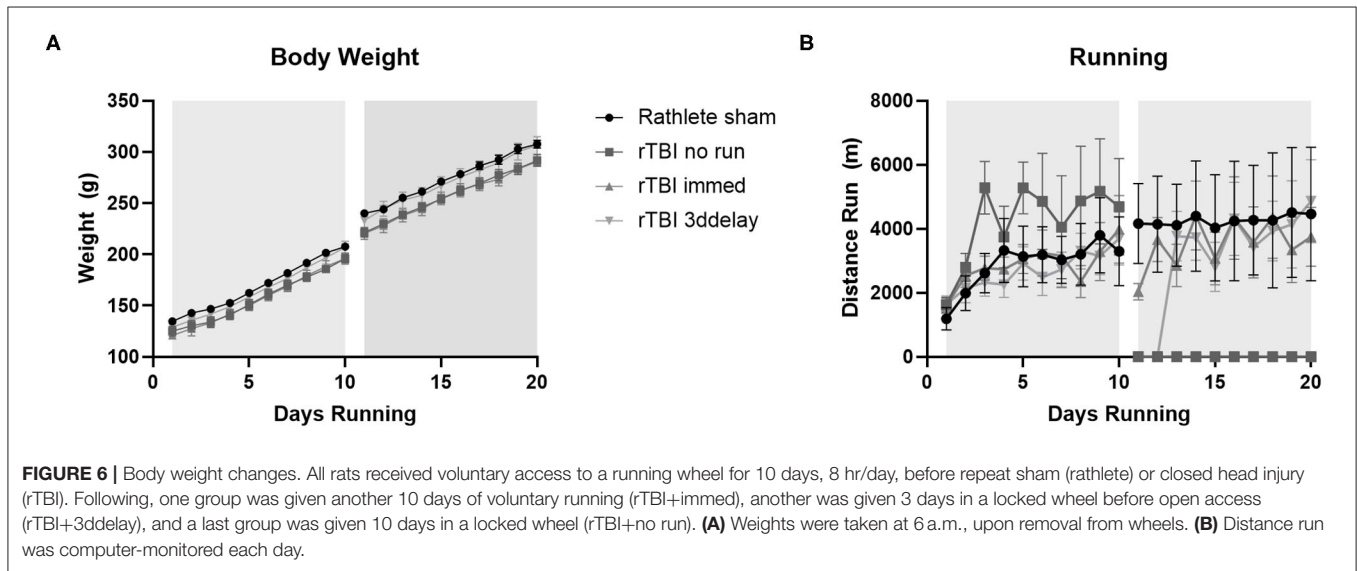 A
Body Weight
350
300
250
200
150
100
Weight (g)
0
5
10
15
20
Days Running
Rathlete sham
rTBI no run
rTBI immed
rTBI 3ddelay
B
Running
8000
6000
4000
2000
0
Distance Run (m)
0
5
10
15
20
Days Running
FIGURE 6 | Body weight changes. All rats received voluntary access to a running wheel for 10 days, 8 hr/day, before repeat sham (rathlete) or closed head injury
(rTBI). Following, one group was given another 10 days of voluntary running (rTBI+immed), another was given 3 days in a locked wheel before open access
(rTBI+3ddelay), and a last group was given 10 days in a locked wheel (rTBI+no run). (A) Weights were taken at 6 a.m., upon removal from wheels. (B) Distance run
was computer-monitored each day.